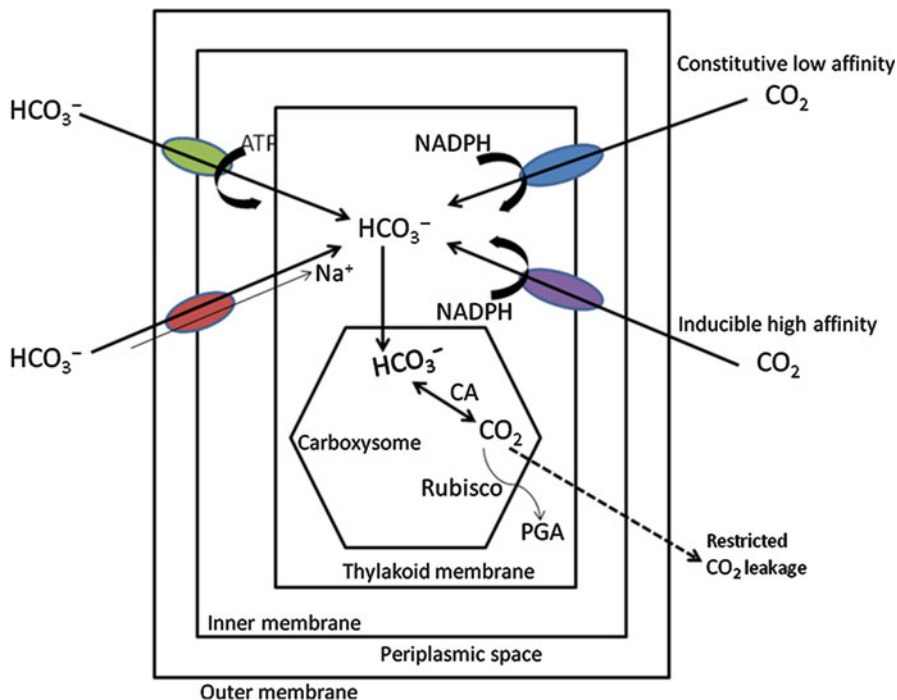 Constitutive low affinity
CO₂
HCO₃⁻
ATP
NADPH
HCO₃⁻
Na⁺
NADPH
Inducible high affinity
HCO₃⁻
CO₂
HCO₃⁻
CA
CO₂
Carboxysome
Rubisco
PGA
Restricted
CO₂ leakage
Thylakoid membrane
Inner membrane
Periplasmic space
Outer membrane